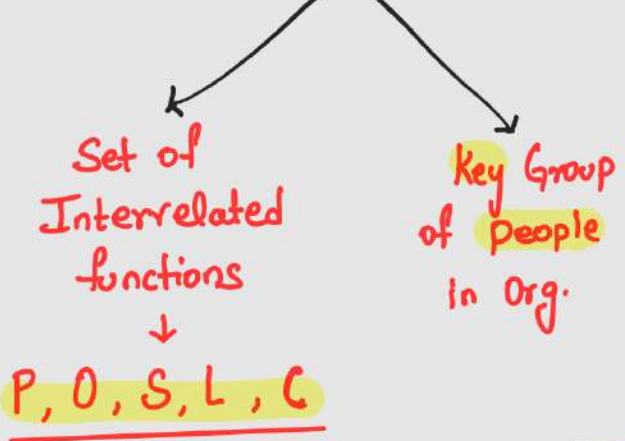 Set of
Interrelated
functions
↓
P, O, S, L, C
Key Group
of people
in Org.